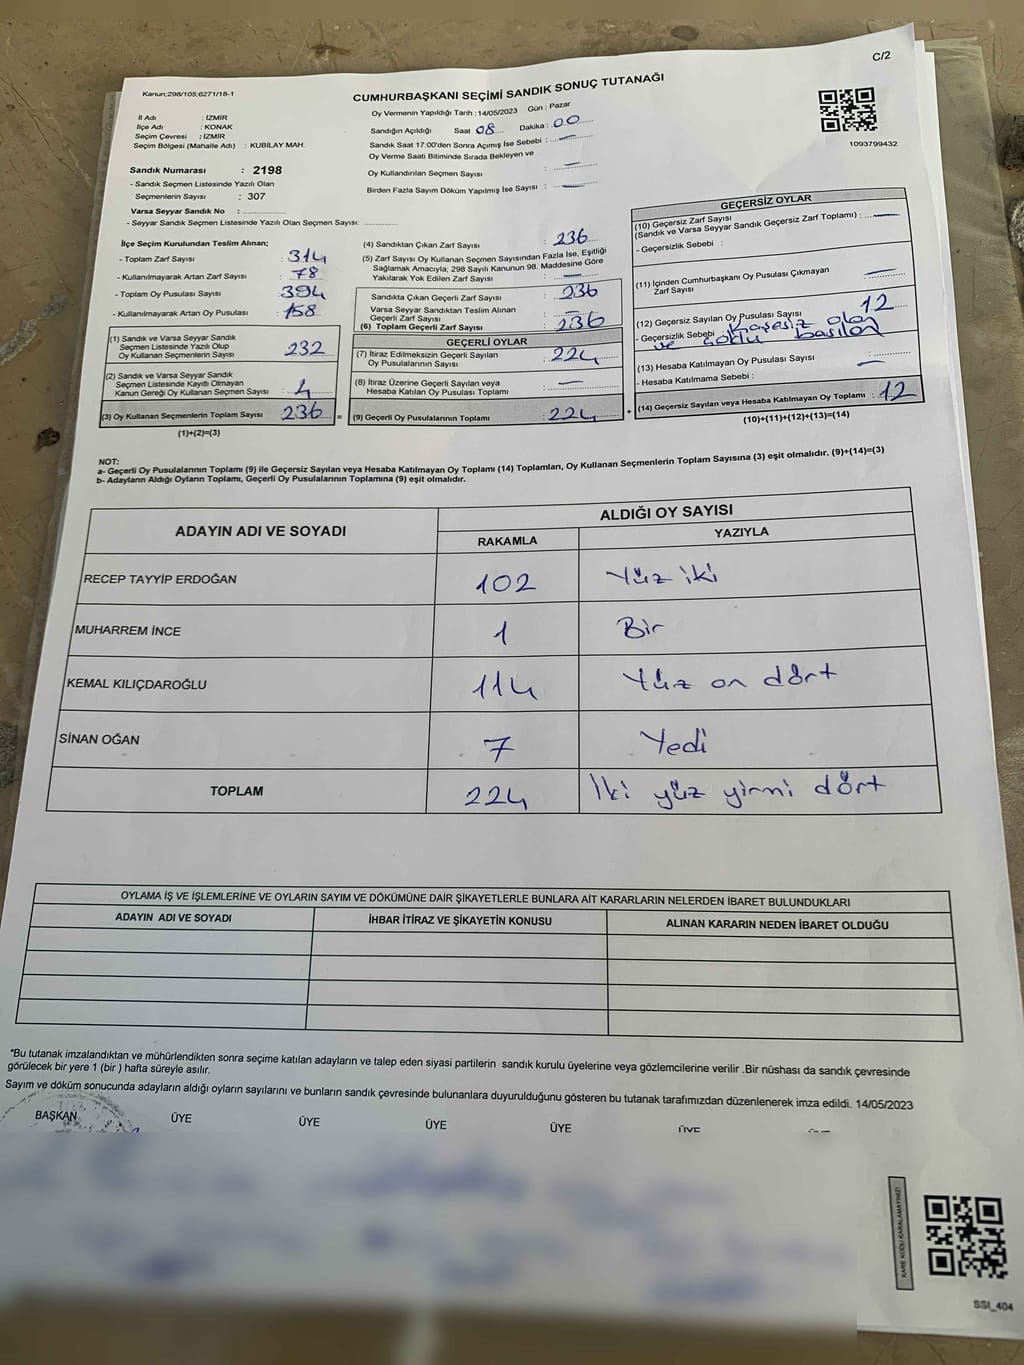 C/2
Kanun;298/105;6271/18-1
CUMHURBAŞKANI SEÇİMİ SANDIK SONUÇ TUTANAĞI
İl Adı : İZMİR
İlçe Adı : KONAK
Seçim Çevresi : İZMİR
Seçim Bölgesi (Mahalle Adı) : KUBİLAY MAH.
Oy Vermenin Yapıldığı Tarih : 14/05/2023 Gün : Pazar
Sandığın Açıldığı Saat 08 Dakika : 00
Sandık Saat 17:00'den Sonra Açımış İse Sebebi : —
Oy Verme Saati Bitiminde Sırada Bekleyen ve
Oy Kullandırılan Seçmen Sayısı : —
Birden Fazla Sayım Döküm Yapılmış İse Sayısı : —
1093799432
Sandık Numarası : 2198
- Sandık Seçmen Listesinde Yazılı Olan
Seçmenlerin Sayısı : 307
Varsa Seyyar Sandık No : ..............
- Seyyar Sandık Seçmen Listesinde Yazılı Olan Seçmen Sayısı: ............
İlçe Seçim Kurulundan Teslim Alınan;
- Toplam Zarf Sayısı : 314
- Kullanılmayarak Artan Zarf Sayısı : 78
- Toplam Oy Pusulası Sayısı : 394
- Kullanılmayarak Artan Oy Pusulası : 158
(1) Sandık ve Varsa Seyyar Sandık
Seçmen Listesinde Yazılı Olup
Oy Kullanan Seçmenlerin Sayısı : 232
(2) Sandık ve Varsa Seyyar Sandık
Seçmen Listesinde Kayıtlı Olmayan
Kanun Gereği Oy Kullanan Seçmen Sayısı : 4
(3) Oy Kullanan Seçmenlerin Toplam Sayısı : 236 =
(1)+(2)=(3)
(4) Sandıktan Çıkan Zarf Sayısı : 236
(5) Zarf Sayısı Oy Kullanan Seçmen Sayısından Fazla İse, Eşitliği
Sağlamak Amacıyla; 298 Sayılı Kanunun 98. Maddesine Göre
Yakılarak Yok Edilen Zarf Sayısı : —
Sandıkta Çıkan Geçerli Zarf Sayısı : 236
Varsa Seyyar Sandıktan Teslim Alınan
Geçerli Zarf Sayısı : —
(6) Toplam Geçerli Zarf Sayısı : 236
GEÇERLİ OYLAR
(7) İtiraz Edilmeksizin Geçerli Sayılan
Oy Pusulasının Sayısı : 224
(8) İtiraz Üzerine Geçerli Sayılan veya
Hesaba Katılan Oy Pusulası Toplamı : —
(9) Geçerli Oy Pusulalarının Toplamı : 224 +
GEÇERSİZ OYLAR
(10) Geçersiz Zarf Sayısı
(Sandık ve Varsa Seyyar Sandık Geçersiz Zarf Toplamı) : —
- Geçersizlik Sebebi :
(11) İçinden Cumhurbaşkanı Oy Pusulası Çıkmayan
Zarf Sayısı : —
(12) Geçersiz Sayılan Oy Pusulası Sayısı : 12
- Geçersizlik Sebebi : Kaşesiz olan
ve çoklu basılan
(13) Hesaba Katılmayan Oy Pusulası Sayısı : —
- Hesaba Katılmama Sebebi :
(14) Geçersiz Sayılan veya Hesaba Katılmayan Oy Toplamı : 12
(10)+(11)+(12)+(13)=(14)
NOT:
a- Geçerli Oy Pusulalarının Toplamı (9) ile Geçersiz Sayılan veya Hesaba Katılmayan Oy Toplamı (14) Toplamları, Oy Kullanan Seçmenlerin Toplam Sayısına (3) eşit olmalıdır. (9)+(14)=(3)
b- Adayların Aldığı Oyların Toplamı, Geçerli Oy Pusulalarının Toplamına (9) eşit olmalıdır.
ADAYIN ADI VE SOYADI
ALDIĞI OY SAYISI
RAKAMLA YAZIYLA
RECEP TAYYİP ERDOĞAN 102 Yüz iki
MUHARREM İNCE 1 Bir
KEMAL KILIÇDAROĞLU 114 Yüz on dört
SİNAN OĞAN 7 Yedi
TOPLAM 224 İki yüz yirmi dört
OYLAMA İŞ VE İŞLEMLERİNE VE OYLARIN SAYIM VE DÖKÜMÜNE DAİR ŞİKAYETLERLE BUNLARA AİT KARARLARIN NELERDEN İBARET BULUNDUKLARI
ADAYIN ADI VE SOYADI İHBAR İTİRAZ VE ŞİKAYETİN KONUSU ALINAN KARARIN NEDEN İBARET OLDUĞU
*Bu tutanak imzalandıktan ve mühürlendikten sonra seçime katılan adayların ve talep eden siyasi partilerin sandık kurulu üyelerine veya gözlemcilerine verilir .Bir nüshası da sandık çevresinde
görülecek bir yere 1 (bir ) hafta süreyle asılır.
Sayım ve döküm sonucunda adayların aldığı oyların sayılarını ve bunların sandık çevresinde bulunanlara duyurulduğunu gösteren bu tutanak tarafımızdan düzenlenerek imza edildi. 14/05/2023
BAŞKAN ÜYE ÜYE ÜYE ÜYE ÜYE
KARE KODU KARALAMAYINIZ!
SSI_404